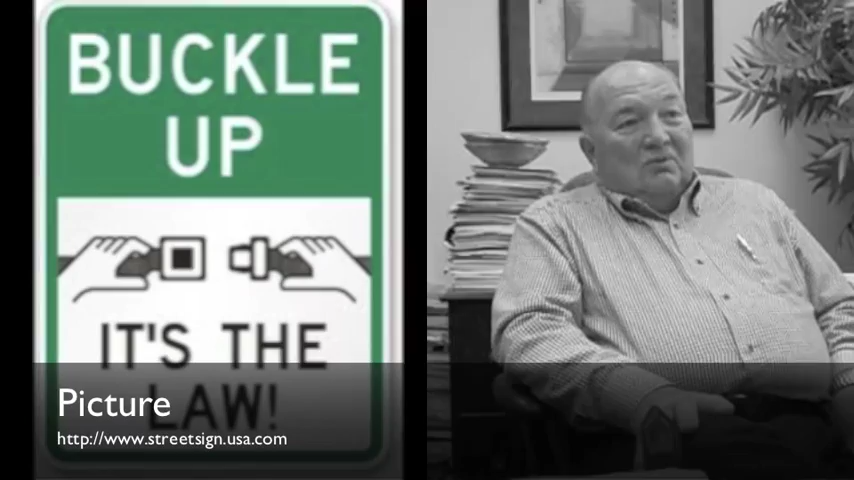 BUCKLE
UP
IT'S THE
LAW!
Picture
http://www.streetsign.usa.com